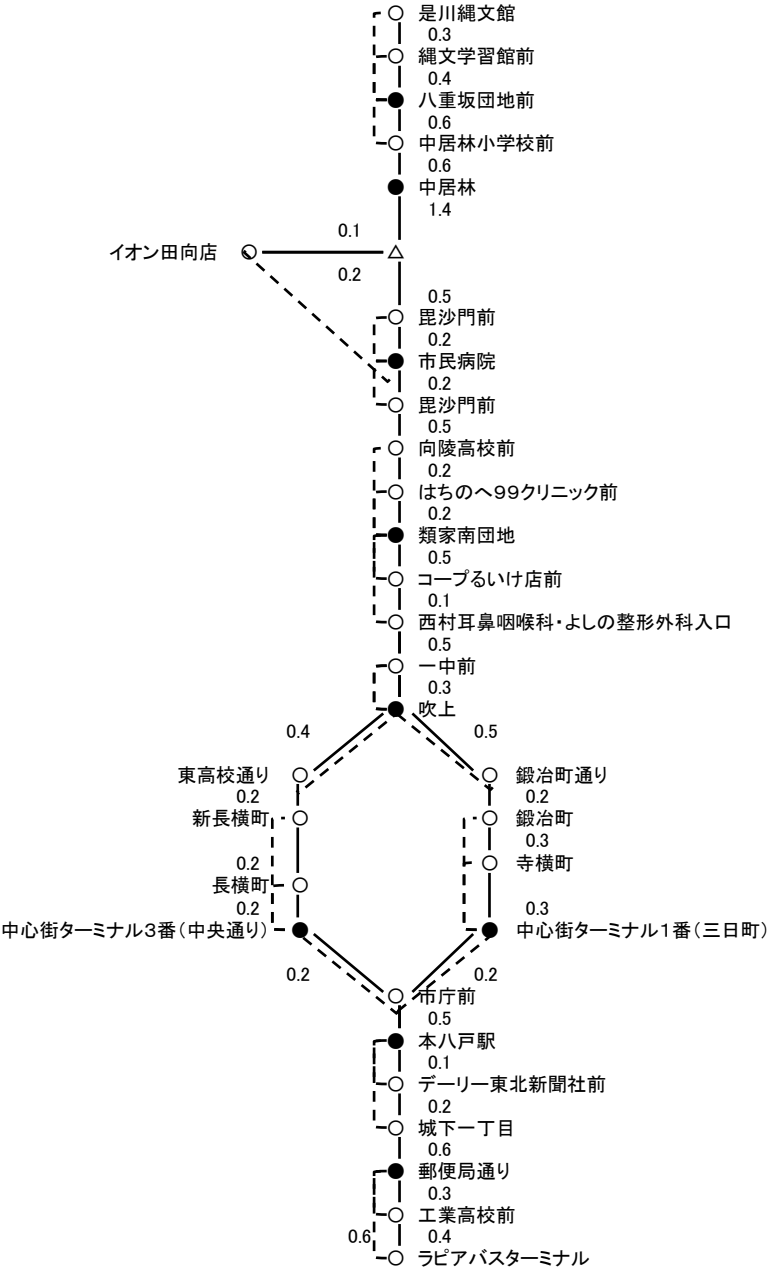 是川縄文館
0.3
縄文学習館前
0.4
八重坂団地前
0.6
中居林小学校前
0.6
中居林
1.4
0.1
イオン田向店
0.2
0.5
毘沙門前
0.2
市民病院
0.2
毘沙門前
0.5
向陵高校前
0.2
はちのへ99クリニック前
0.2
類家南団地
0.5
コープるいけ店前
0.1
西村耳鼻咽喉科・よしの整形外科入口
0.5
一中前
0.3
吹上
0.4 0.5
東高校通り 鍛冶町通り
0.2 0.2
新長横町 鍛冶町
0.3
0.2 寺横町
長横町
0.2 0.3
中心街ターミナル3番(中央通り) 中心街ターミナル1番(三日町)
0.2 0.2
市庁前
0.5
本八戸駅
0.1
デーリー東北新聞社前
0.2
城下一丁目
0.6
郵便局通り
0.3
工業高校前
0.6 0.4
ラピアバスターミナル